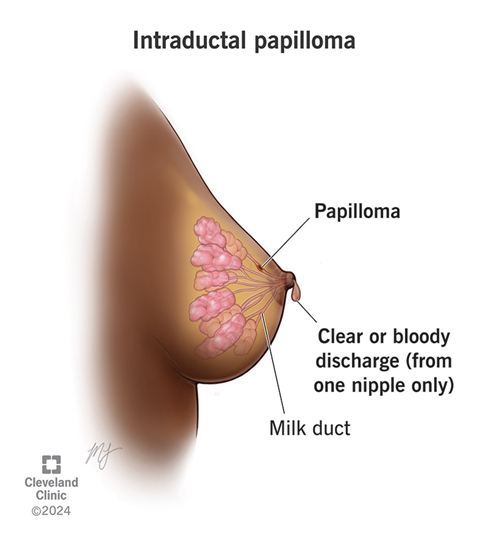 Intraductal papilloma
Papilloma
Clear or bloody
discharge (from
one nipple only)
Milk duct
Cleveland
Clinic
©2024